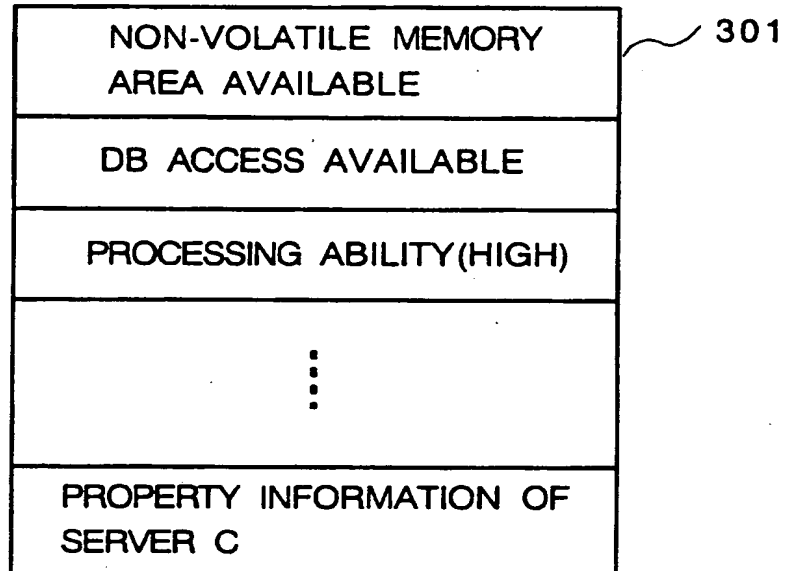 NON-VOLATILE MEMORY
AREA AVAILABLE
301
DB ACCESS AVAILABLE
PROCESSING ABILITY(HIGH)
PROPERTY INFORMATION OF
SERVER C